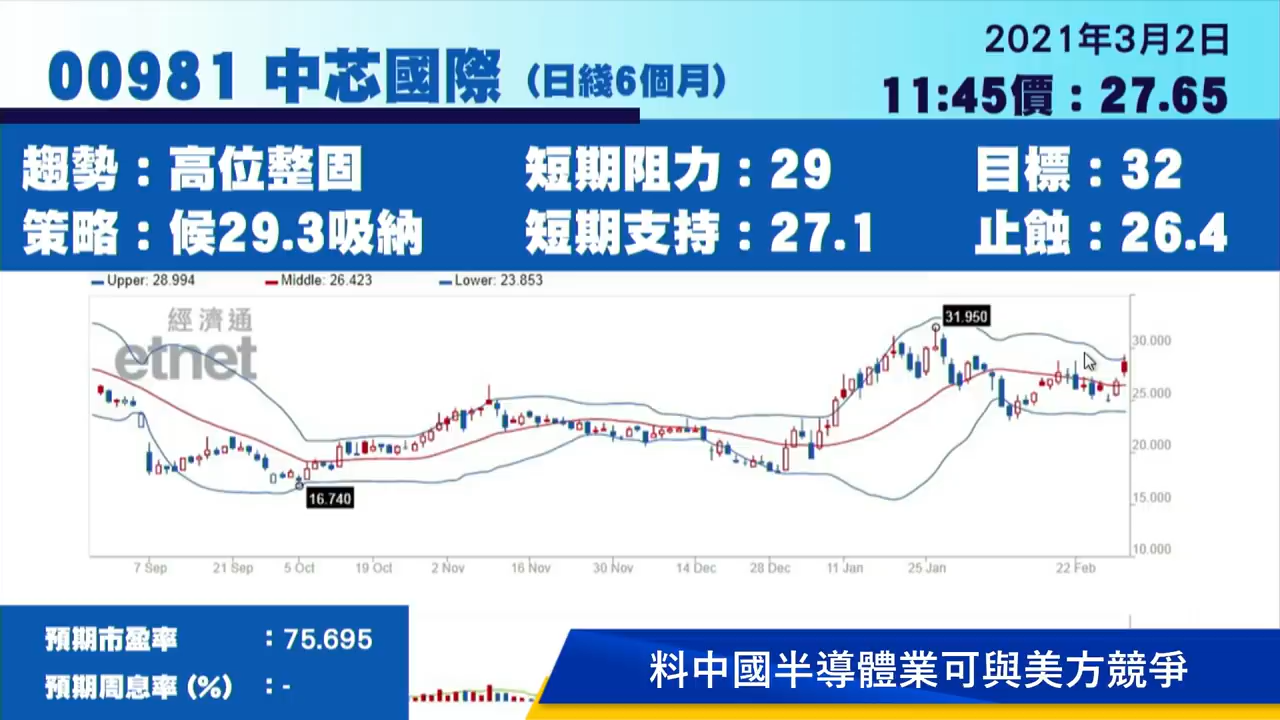 00981 中芯國際 (日綫6個月)
2021年3月2日
11:45價：27.65
趨勢：高位整固 短期阻力：29 目標：32
策略：候29.3吸納 短期支持：27.1 止蝕：26.4
Upper: 28.994 Middle: 26.423 Lower: 23.853
經濟通
etnet
31.950
16.740
30.000
25.000
20.000
15.000
10.000
7 Sep 21 Sep 5 Oct 19 Oct 2 Nov 16 Nov 30 Nov 14 Dec 28 Dec 11 Jan 25 Jan 22 Feb
預期市盈率 ：75.695
預期周息率 (%) ：-
料中國半導體業可與美方競爭